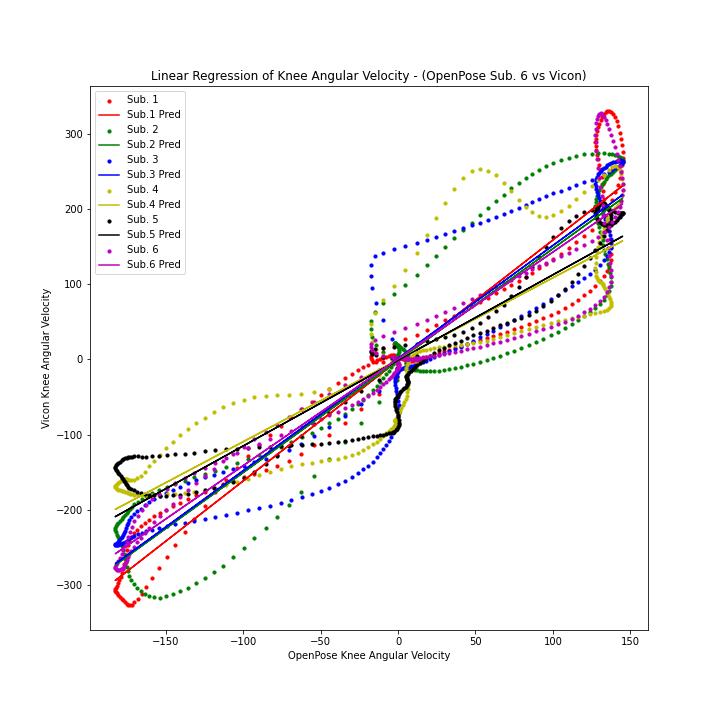 Linear Regression of Knee Angular Velocity - (OpenPose Sub. 6 vs Vicon)
Sub. 1
Sub.1 Pred
Sub. 2
Sub.2 Pred
Sub. 3
Sub.3 Pred
Sub. 4
Sub.4 Pred
Sub. 5
Sub.5 Pred
Sub. 6
Sub.6 Pred
300
200
100
0
−100
−200
−300
Vicon Knee Angular Velocity
−150
−100
−50
0
50
100
150
OpenPose Knee Angular Velocity